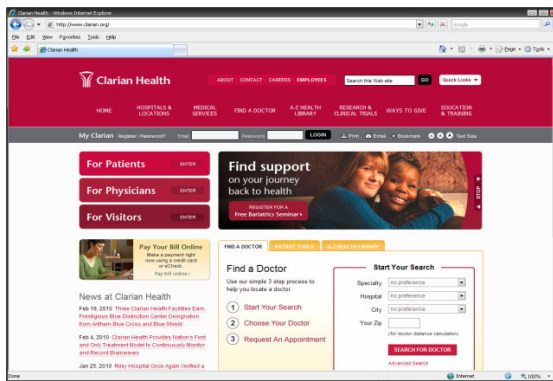 Clarian Health - Windows Internet Explorer
http://www.clarian.org/
Google
File Edit View Favorites Tools Help
Clarian Health
Page Tools
Clarian Health
ABOUT CONTACT CAREERS EMPLOYEES
Search this Web site
GO
Quick Links
HOME
HOSPITALS & LOCATIONS
MEDICAL SERVICES
FIND A DOCTOR
A-Z HEALTH LIBRARY
RESEARCH & CLINICAL TRIALS
WAYS TO GIVE
EDUCATION & TRAINING
My Clarian Register | Password? Email Password LOGIN Print Email Bookmark A A A Text Size
For Patients ENTER
For Physicians ENTER
For Visitors ENTER
Find support
on your journey
back to health
REGISTER FOR A
Free Bariatrics Seminar
STOP
Pay Your Bill Online
Make a payment right
now using a credit card
or eCheck.
Pay bill online
News at Clarian Health
Feb 19, 2010 Three Clarian Health Facilities Earn
Prestigious Blue Distinction Center Designation
from Anthem Blue Cross and Blue Shield
Feb 4, 2010 Clarian Health Provides Nation's First
and Only Treatment Model to Continuously Monitor
and Record Brainwaves
Jan 25, 2010 Riley Hospital Once Again Verified a
FIND A DOCTOR
PATIENT TOOLS
A-Z HEALTH LIBRARY
Find a Doctor
Use our simple 3 step process to
help you locate a doctor
1 Start Your Search
2 Choose Your Doctor
3 Request An Appointment
Start Your Search
Specialty no preference
Hospital no preference
City no preference
Your Zip
(for doctor distance calculation)
SEARCH FOR DOCTOR
Advanced Search
Done
Internet
100%